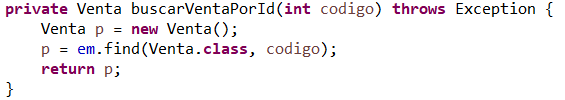 private Venta buscarVentaPorId(int codigo) throws Exception {
    Venta p = new Venta();
    p = em.find(Venta.class, codigo);
    return p;
}